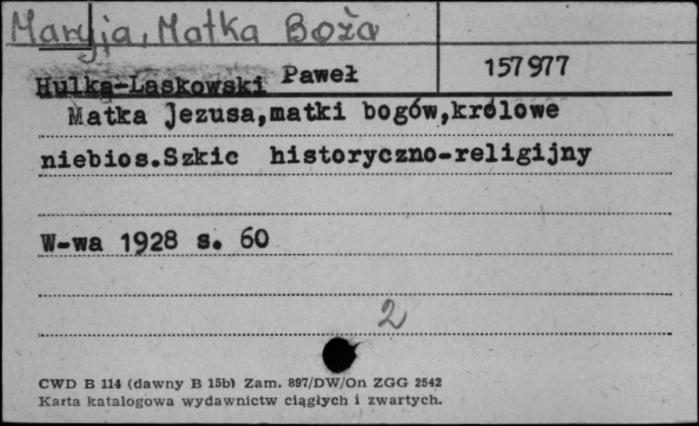 Maryja, Matka Boża
Hulka-Laskowski Paweł 157977
Matka Jezusa,matki bogów,królowe
niebios.Szkic historyczno-religijny
W-wa 1928 s. 60
2
CWD B 114 (dawny B 15b) Zam. 897/DW/On ZGG 2542
Karta katalogowa wydawnictw ciągłych i zwartych.